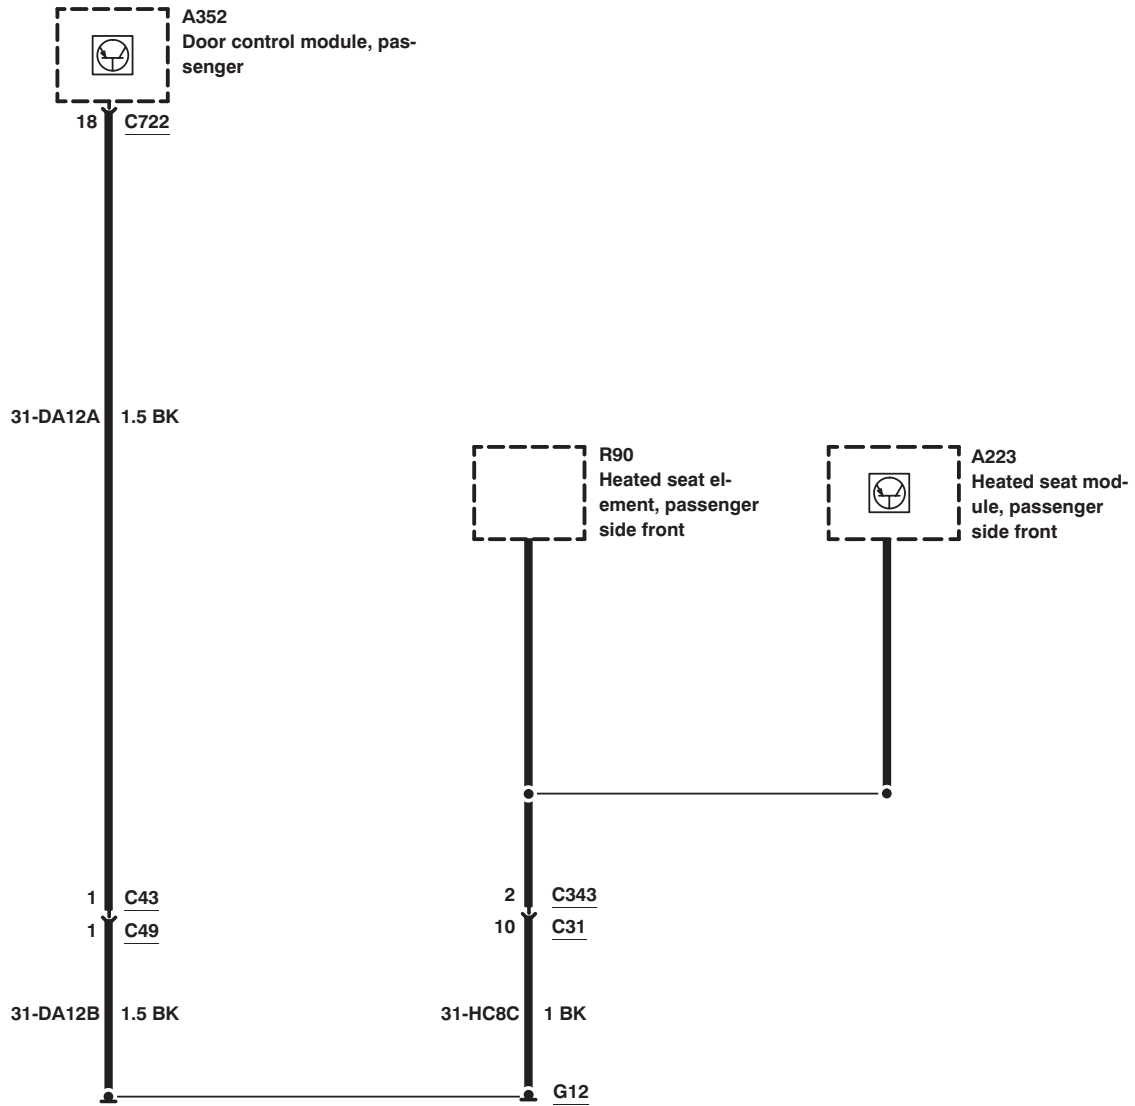 A352
Door control module, pas-
senger
18 C722
31-DA12A 1.5 BK
R90
Heated seat el-
ement, passenger
side front
A223
Heated seat mod-
ule, passenger
side front
1 C43
1 C49
2 C343
10 C31
31-DA12B 1.5 BK
31-HC8C 1 BK
G12